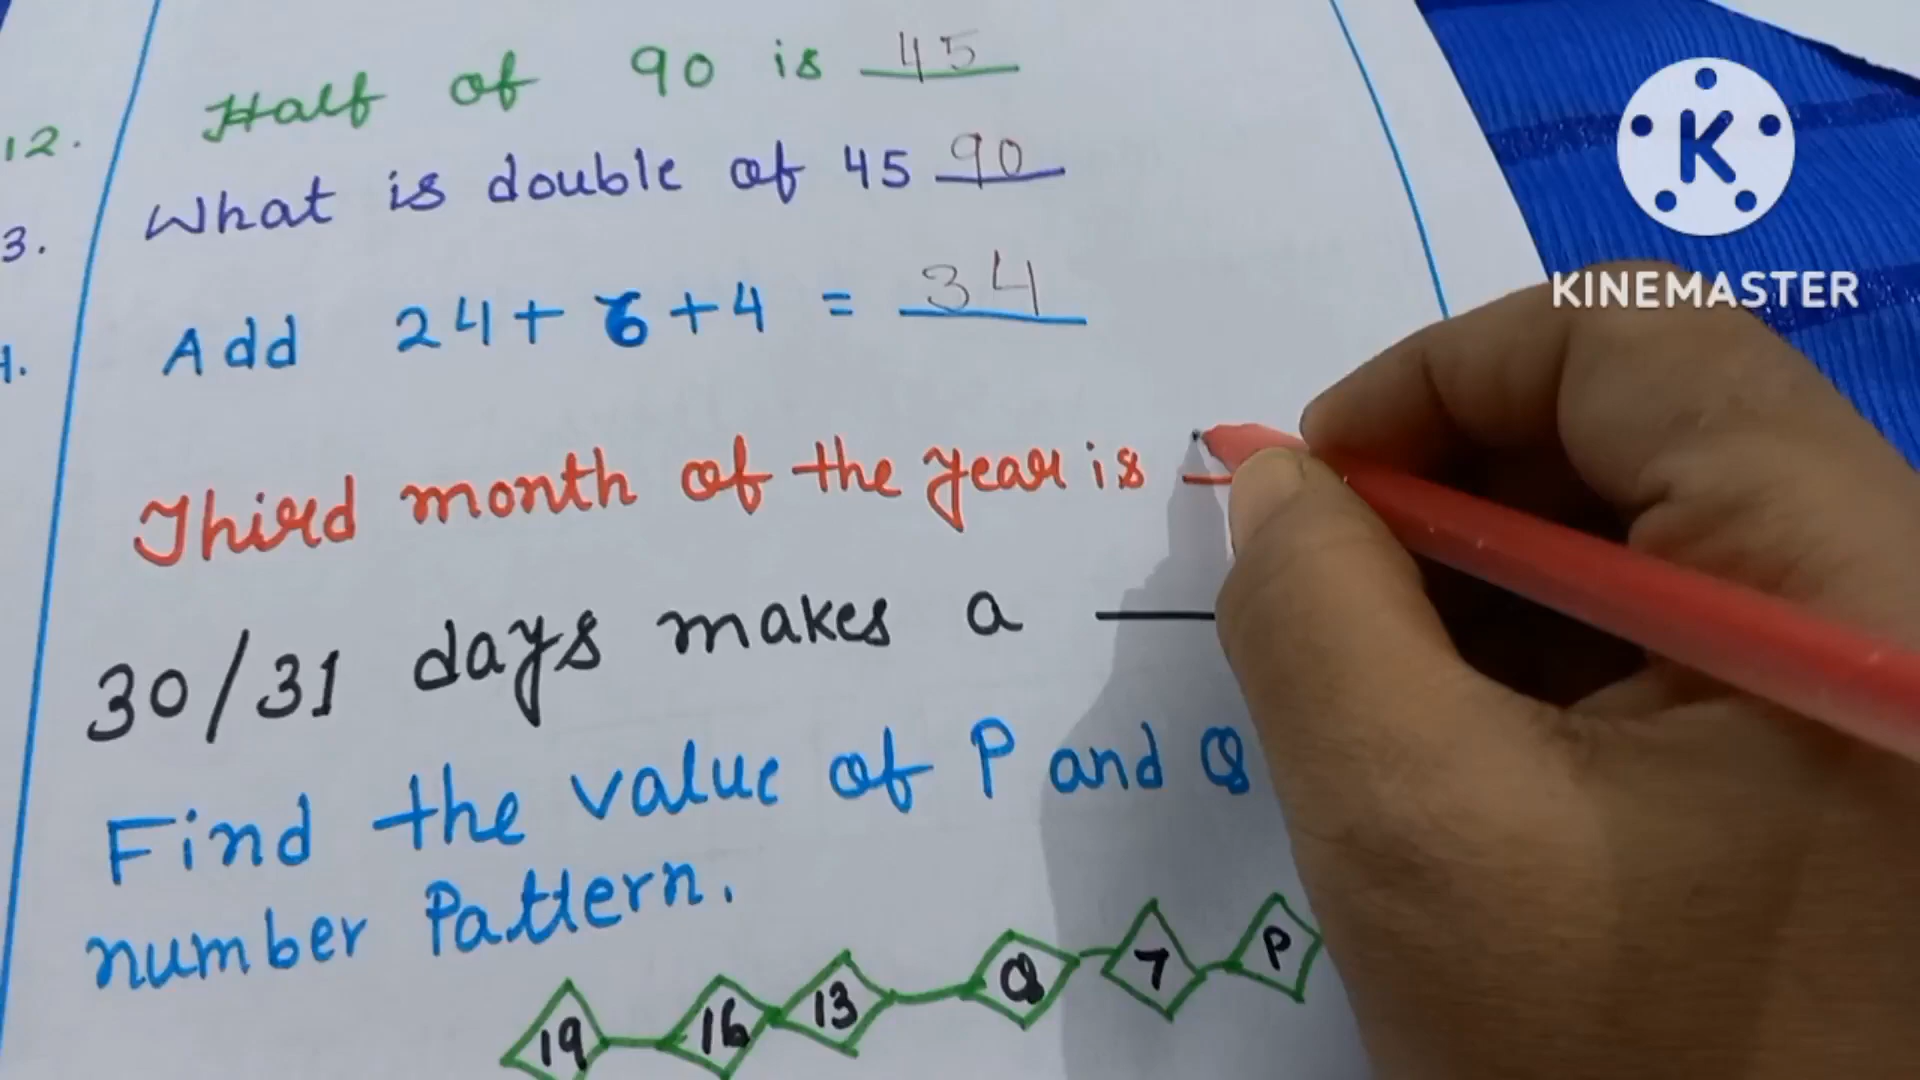 12. Half of 90 is 45
3. What is double of 45 90
4. Add 24+6+4 = 34
Third month of the year is
30/31 days makes a
Find the value of P and Q
number Pattern.
19 16 13 Q 7 P
K
KINEMASTER